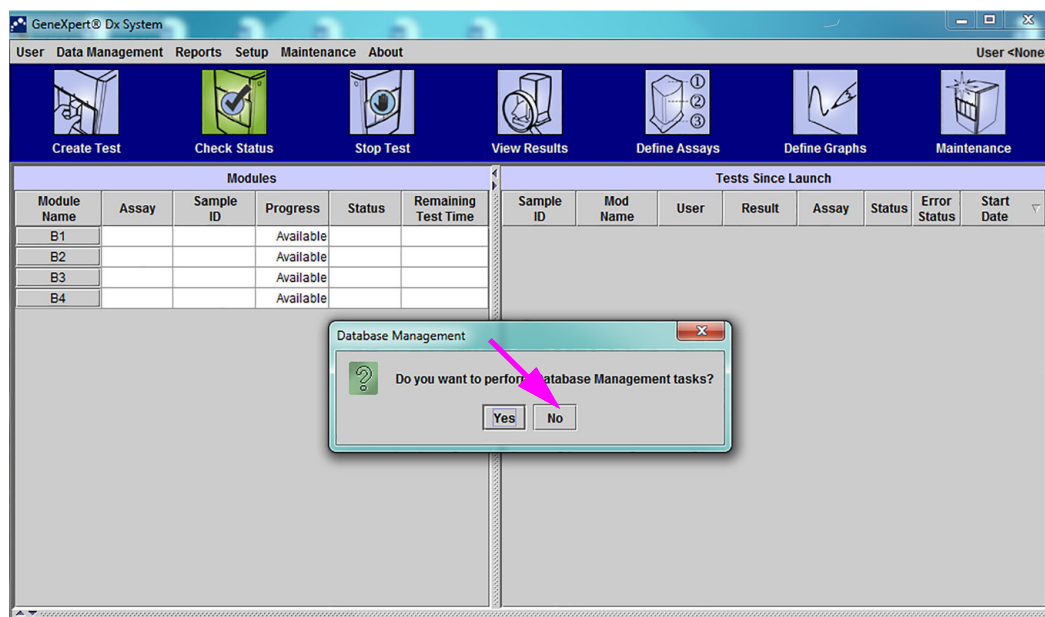 GeneXpert® Dx System
User Data Management Reports Setup Maintenance About User <None
Create Test Check Status Stop Test View Results Define Assays Define Graphs Maintenance
Modules
Module Name Assay Sample ID Progress Status Remaining Test Time
B1 Available
B2 Available
B3 Available
B4 Available
Tests Since Launch
Sample ID Mod Name User Result Assay Status Error Status Start Date
Database Management
Do you want to perform Database Management tasks?
Yes No